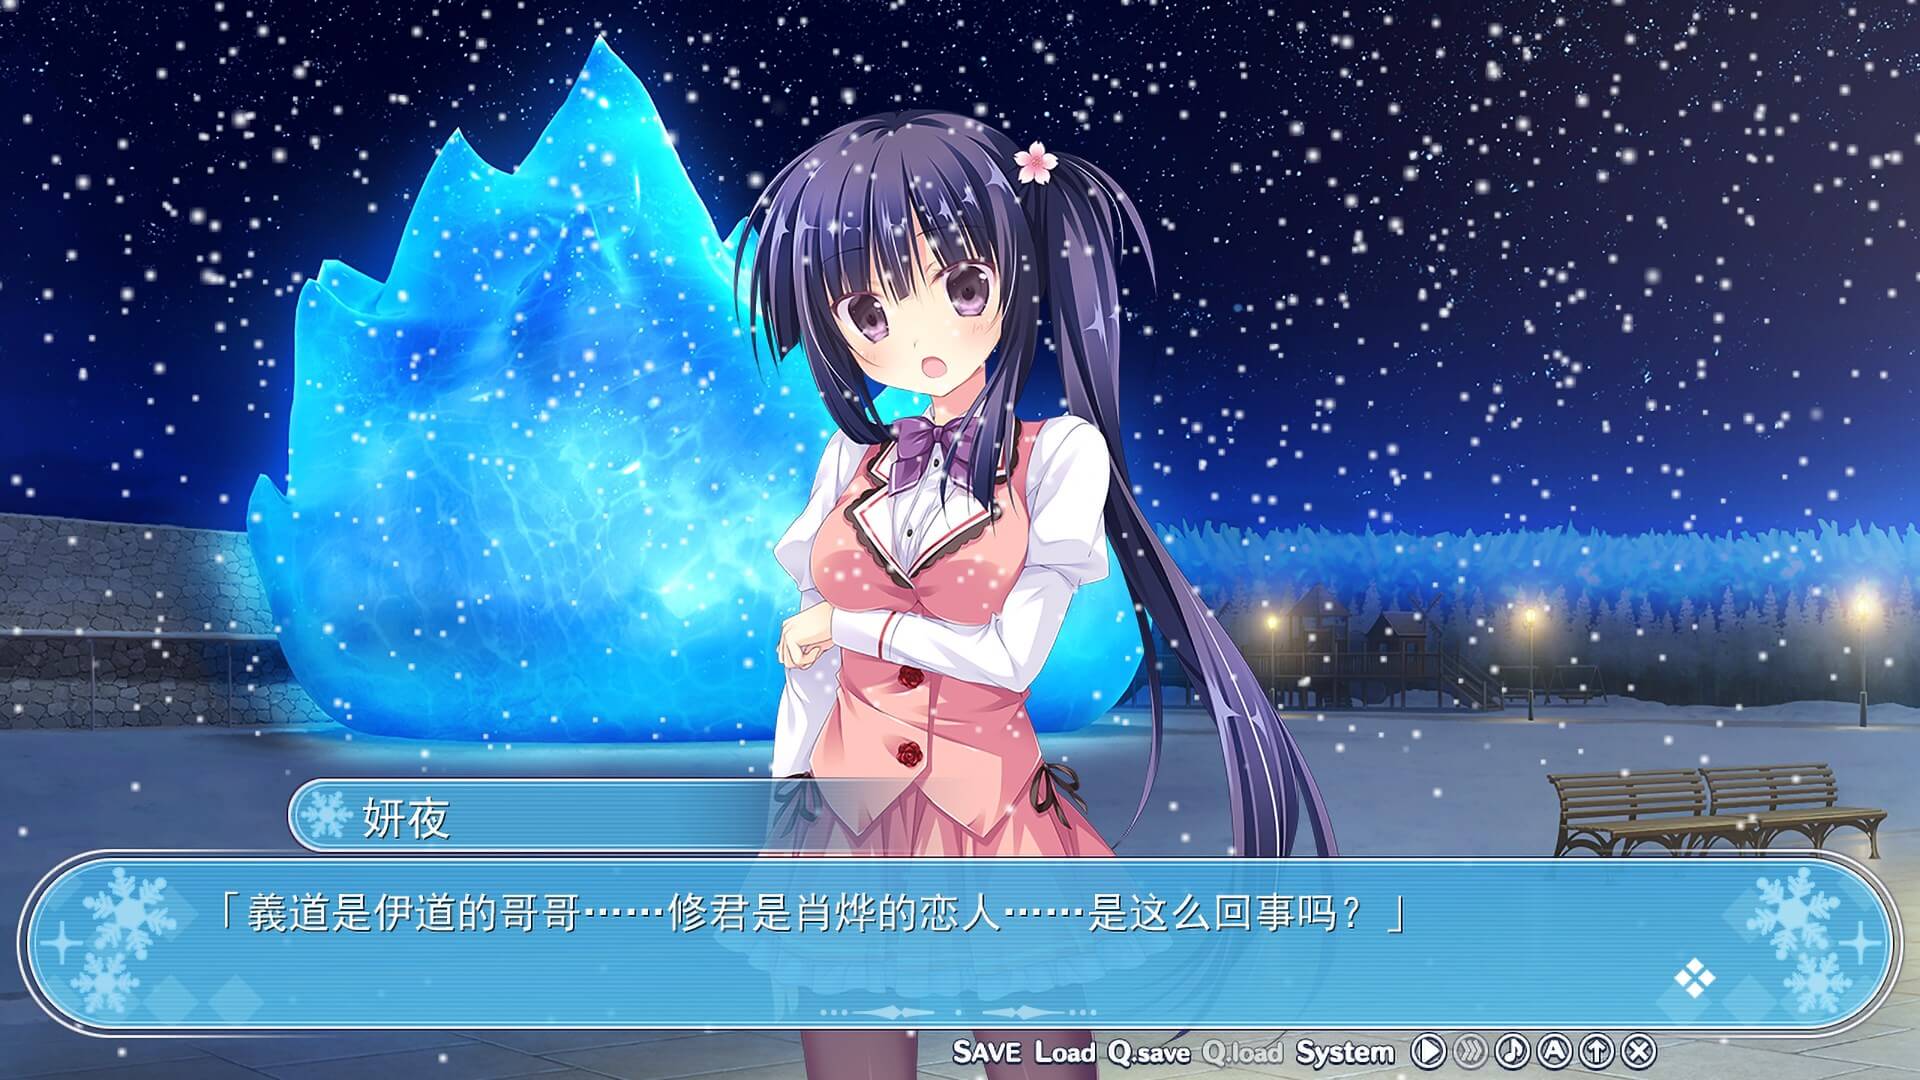 妍夜
「義道是伊道的哥哥……修君是肖烨的恋人……是这么回事吗？」
SAVE Load Q.save Q.load System